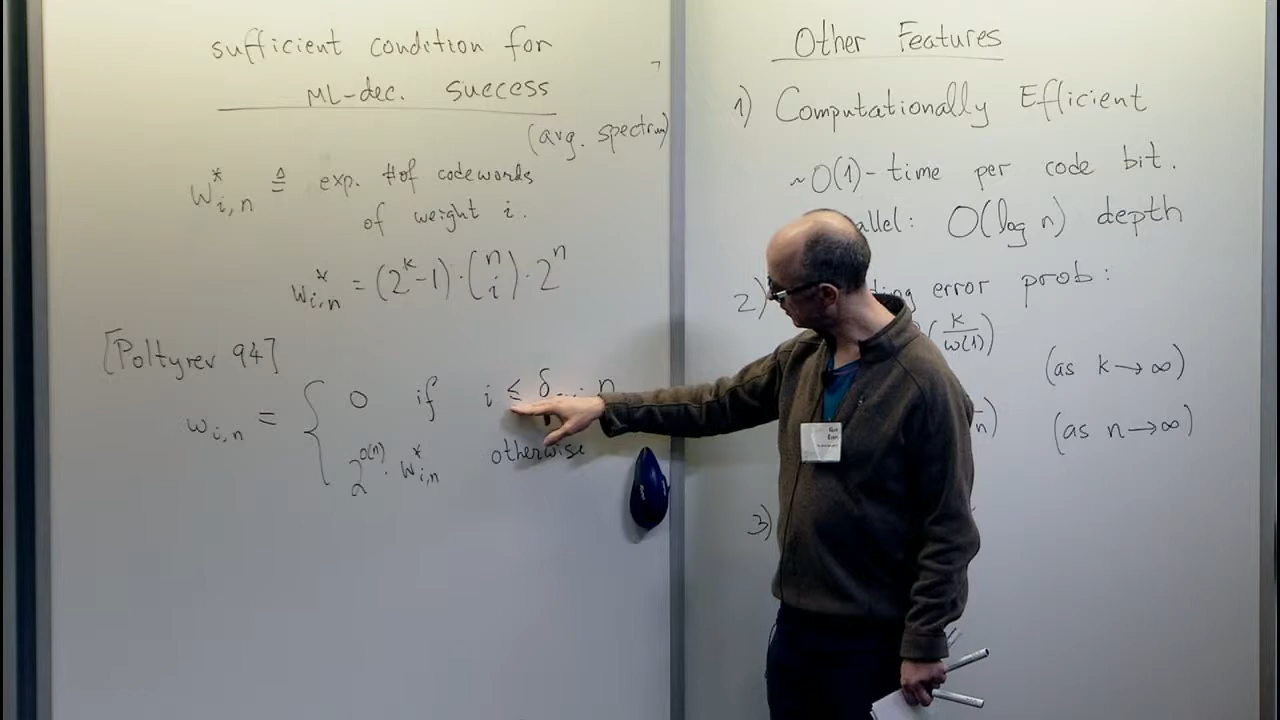 sufficient condition for
ML-dec. success
(avg. spectrum)
w*_{i,n} ≜ exp. # of codewords
of weight i.
w*_{i,n} = (2^k - 1) · (n i) · 2^n
[Poltyrev 94]
w_{i,n} = { 0 if i ≤ δ ... n
2^{o(n)} · w*_{i,n} otherwise
Other Features
1) Computationally Efficient
~O(1)-time per code bit.
allel: O(log n) depth
2) error prob:
(k/ω(1)) (as k→∞)
n) (as n→∞)
3)